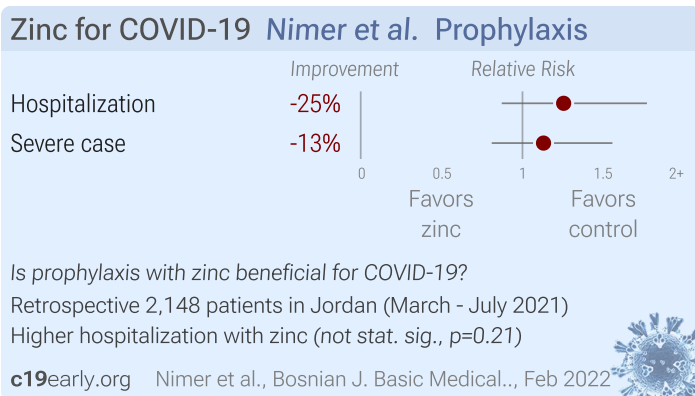 Zinc for COVID-19 Nimer et al. Prophylaxis
Improvement Relative Risk
Hospitalization -25%
Severe case -13%
0 0.5 1 1.5 2+
Favors zinc Favors control
Is prophylaxis with zinc beneficial for COVID-19?
Retrospective 2,148 patients in Jordan (March - July 2021)
Higher hospitalization with zinc (not stat. sig., p=0.21)
c19early.org Nimer et al., Bosnian J. Basic Medical.., Feb 2022